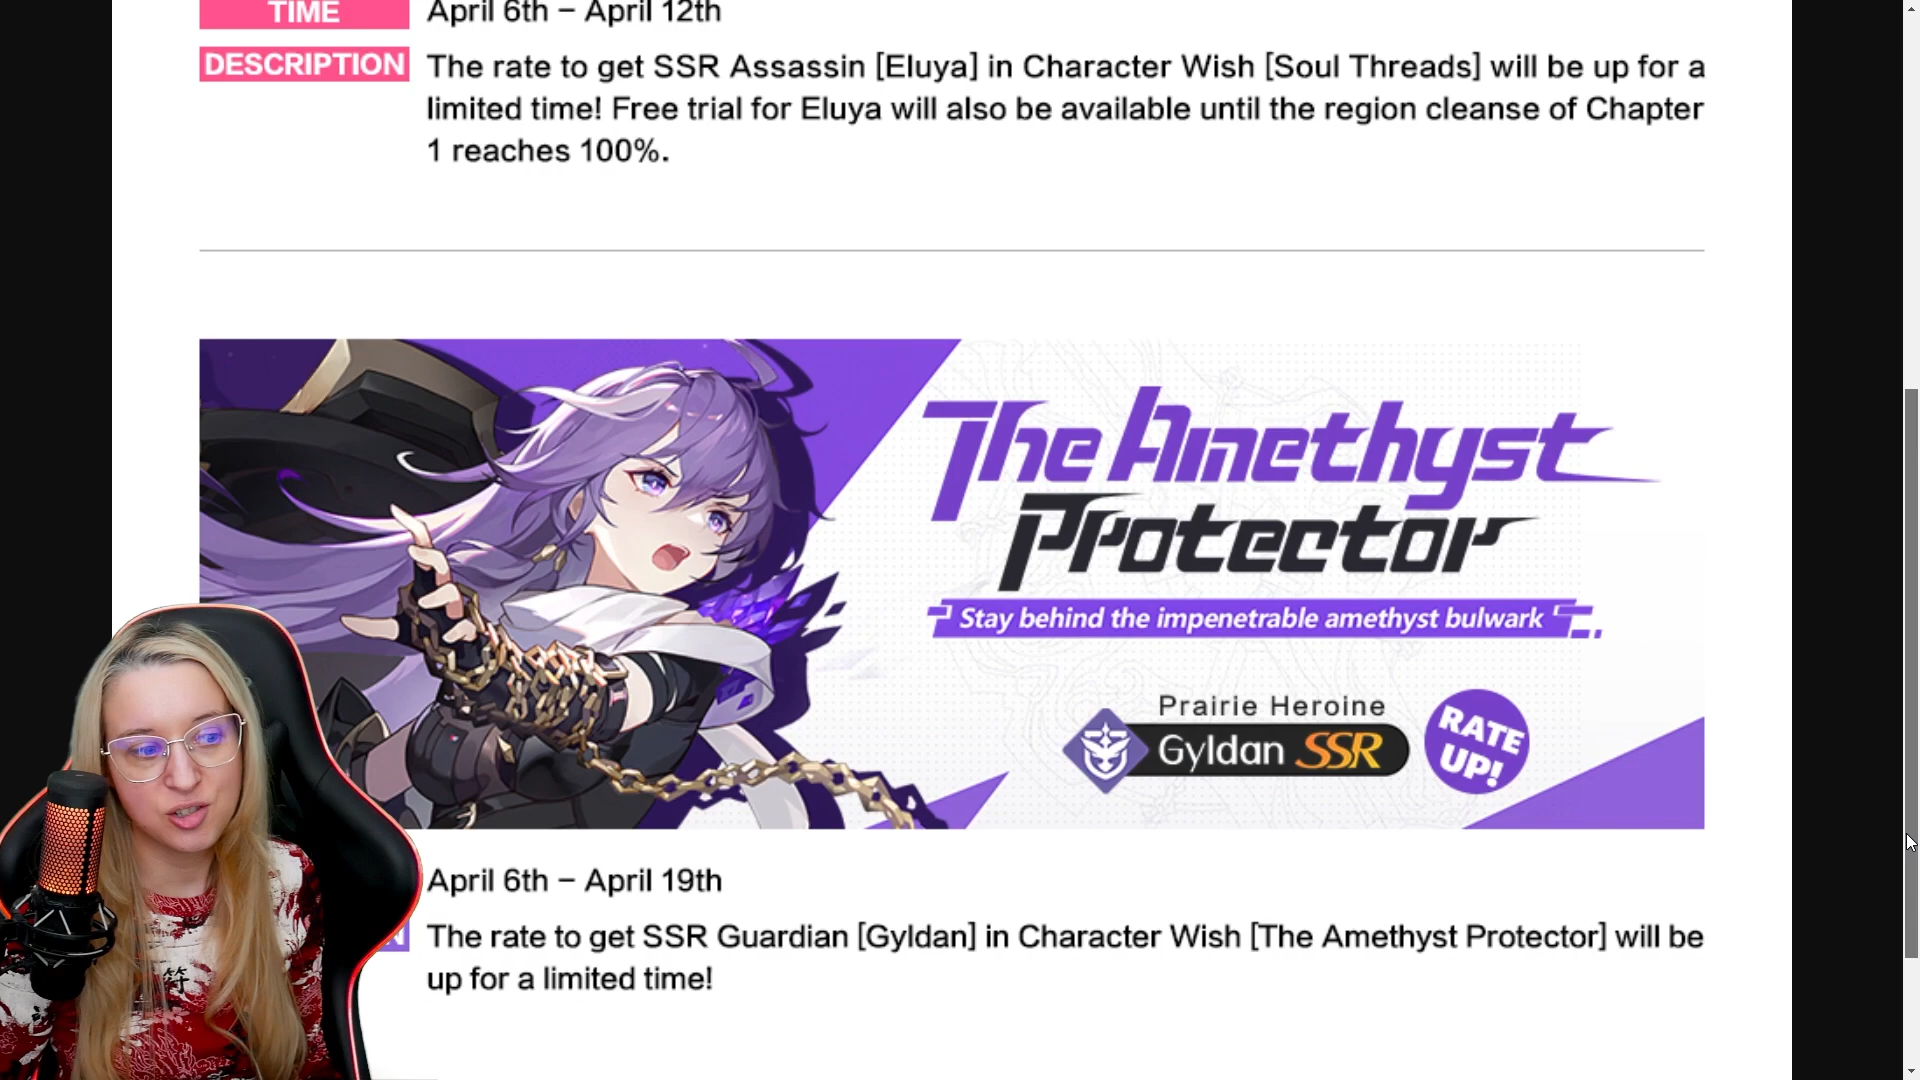 TIME
April 6th – April 12th
DESCRIPTION
The rate to get SSR Assassin [Eluya] in Character Wish [Soul Threads] will be up for a
limited time! Free trial for Eluya will also be available until the region cleanse of Chapter
1 reaches 100%.
The Amethyst
Protector
Stay behind the impenetrable amethyst bulwark
Prairie Heroine
Gyldan SSR
RATE
UP!
April 6th – April 19th
N
The rate to get SSR Guardian [Gyldan] in Character Wish [The Amethyst Protector] will be
up for a limited time!
符